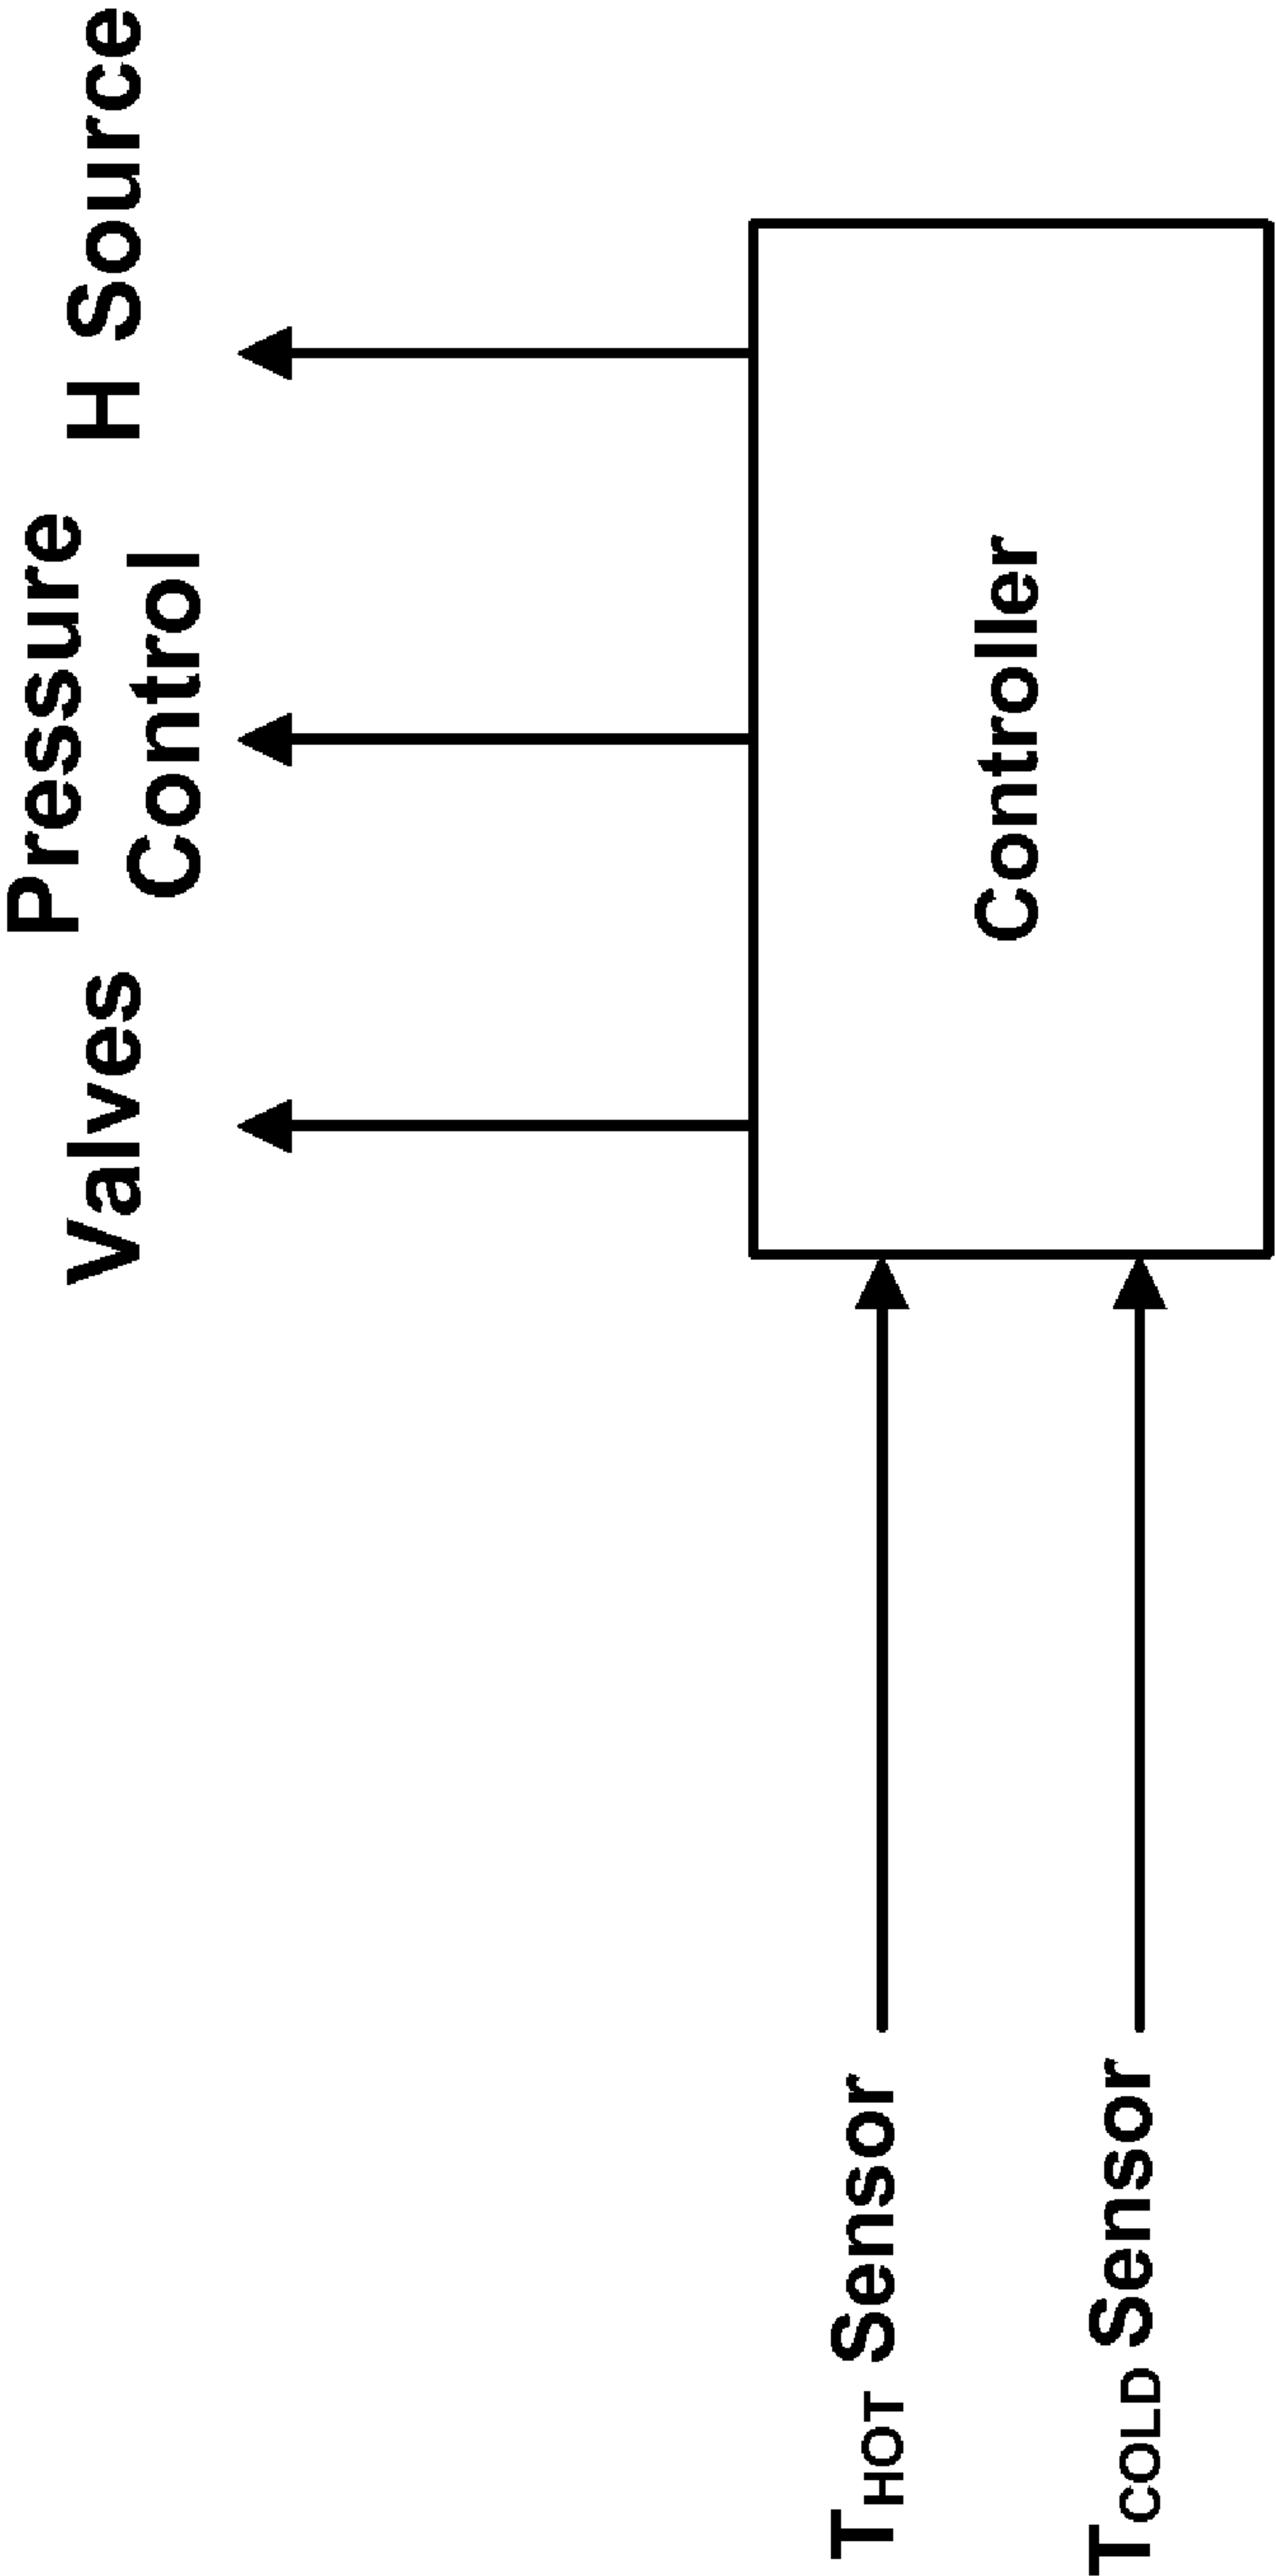 Valves
Pressure
Control
H Source
Controller
THOT Sensor
TCOLD Sensor